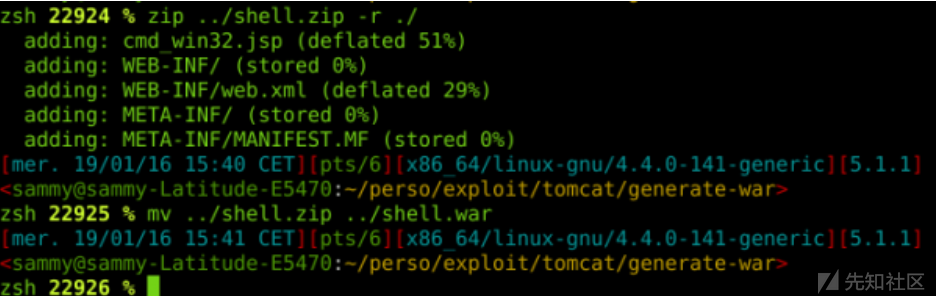 zsh 22924 % zip ../shell.zip -r ./
adding: cmd_win32.jsp (deflated 51%)
adding: WEB-INF/ (stored 0%)
adding: WEB-INF/web.xml (deflated 29%)
adding: META-INF/ (stored 0%)
adding: META-INF/MANIFEST.MF (stored 0%)
[mer. 19/01/16 15:40 CET][pts/6][x86_64/linux-gnu/4.4.0-141-generic][5.1.1]
<sammy@sammy-Latitude-E5470:~/perso/exploit/tomcat/generate-war>
zsh 22925 % mv ../shell.zip ../shell.war
[mer. 19/01/16 15:41 CET][pts/6][x86_64/linux-gnu/4.4.0-141-generic][5.1.1]
<sammy@sammy-Latitude-E5470:~/perso/exploit/tomcat/generate-war>
zsh 22926 %
先知社区